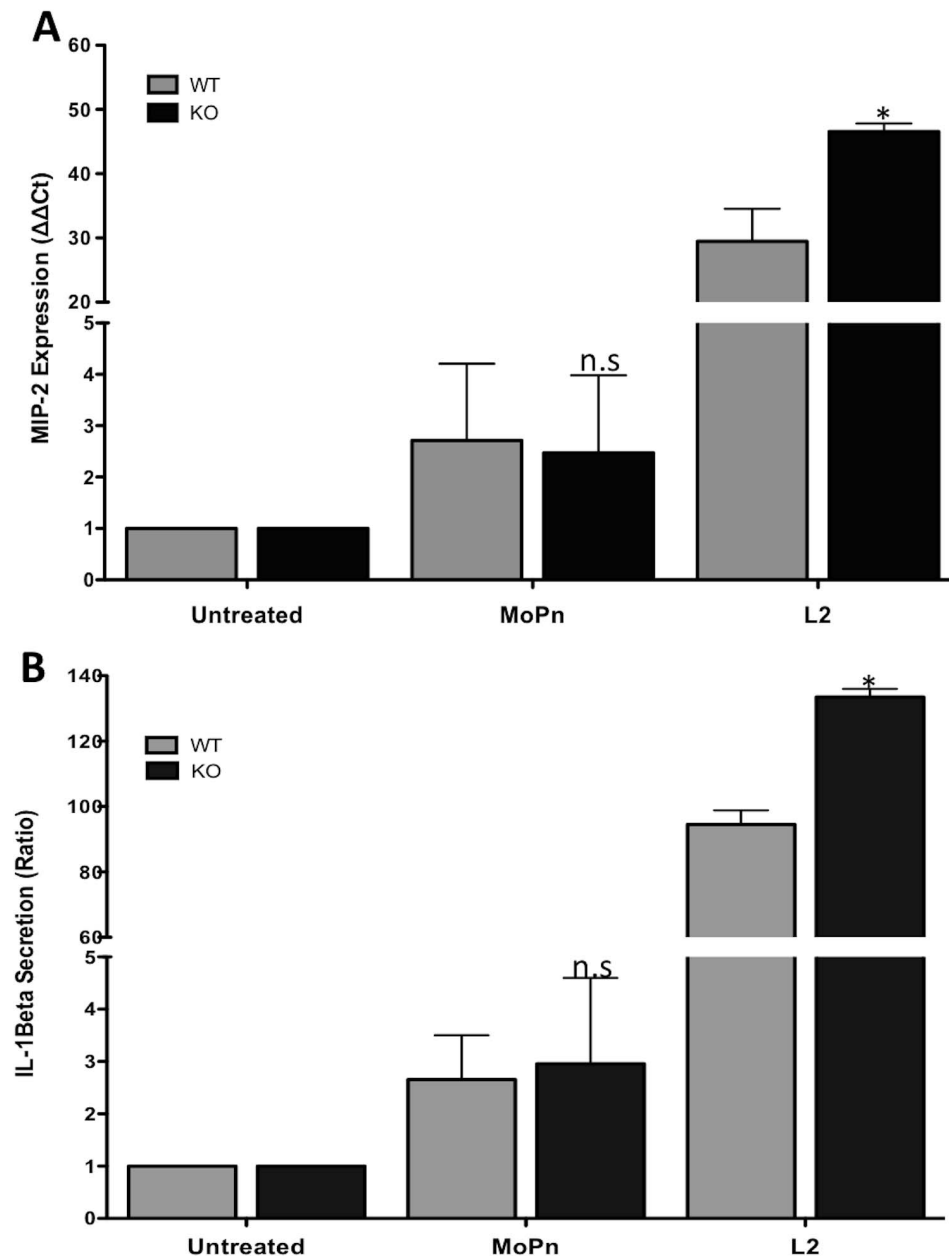 A
60
50
40
30
20
5
4
3
2
1
0
MIP-2 Expression (ΔΔCt)
WT
KO
n.s
*
Untreated MoPn L2
B
140
120
100
80
60
5
4
3
2
1
0
IL-1Beta Secretion (Ratio)
WT
KO
n.s
*
Untreated MoPn L2